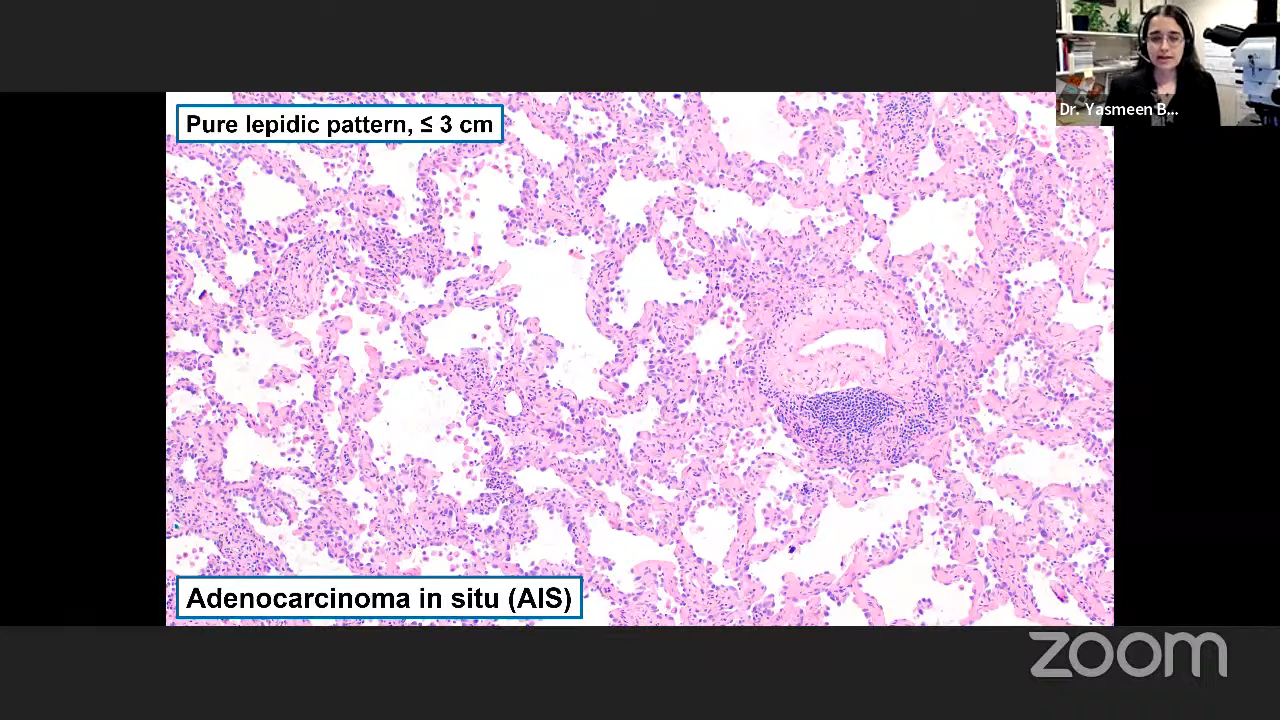 Pure lepidic pattern, ≤ 3 cm
Dr. Yasmeen B...
Adenocarcinoma in situ (AIS)
zoom